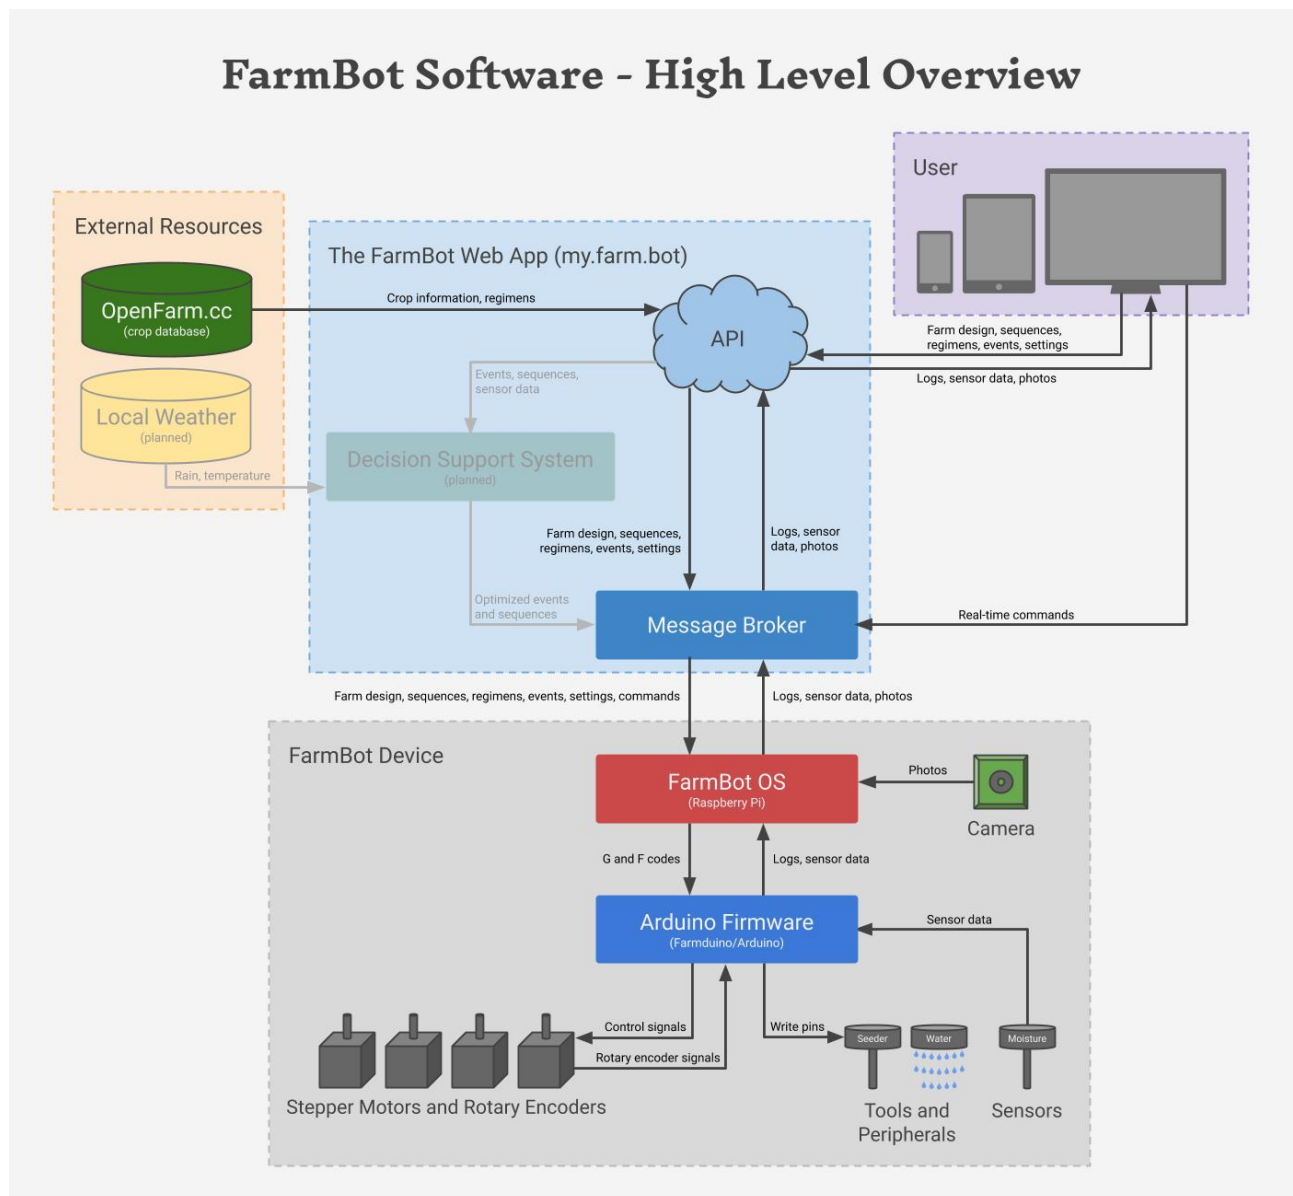 FarmBot Software - High Level Overview
User
External Resources
The FarmBot Web App (my.farm.bot)
OpenFarm.cc
(crop database)
Crop information, regimens
API
Farm design, sequences,
regimens, events, settings
Logs, sensor data, photos
Events, sequences,
sensor data
Local Weather
(planned)
Rain, temperature
Decision Support System
(planned)
Farm design, sequences,
regimens, events, settings
Logs, sensor
data, photos
Optimized events
and sequences
Message Broker
Real-time commands
Farm design, sequences, regimens, events, settings, commands
Logs, sensor data, photos
FarmBot Device
FarmBot OS
(Raspberry Pi)
Photos
Camera
G and F codes
Logs, sensor data
Arduino Firmware
(Farmduino/Arduino)
Sensor data
Control signals
Write pins
Rotary encoder signals
Seeder
Water
Moisture
Stepper Motors and Rotary Encoders
Tools and
Peripherals
Sensors